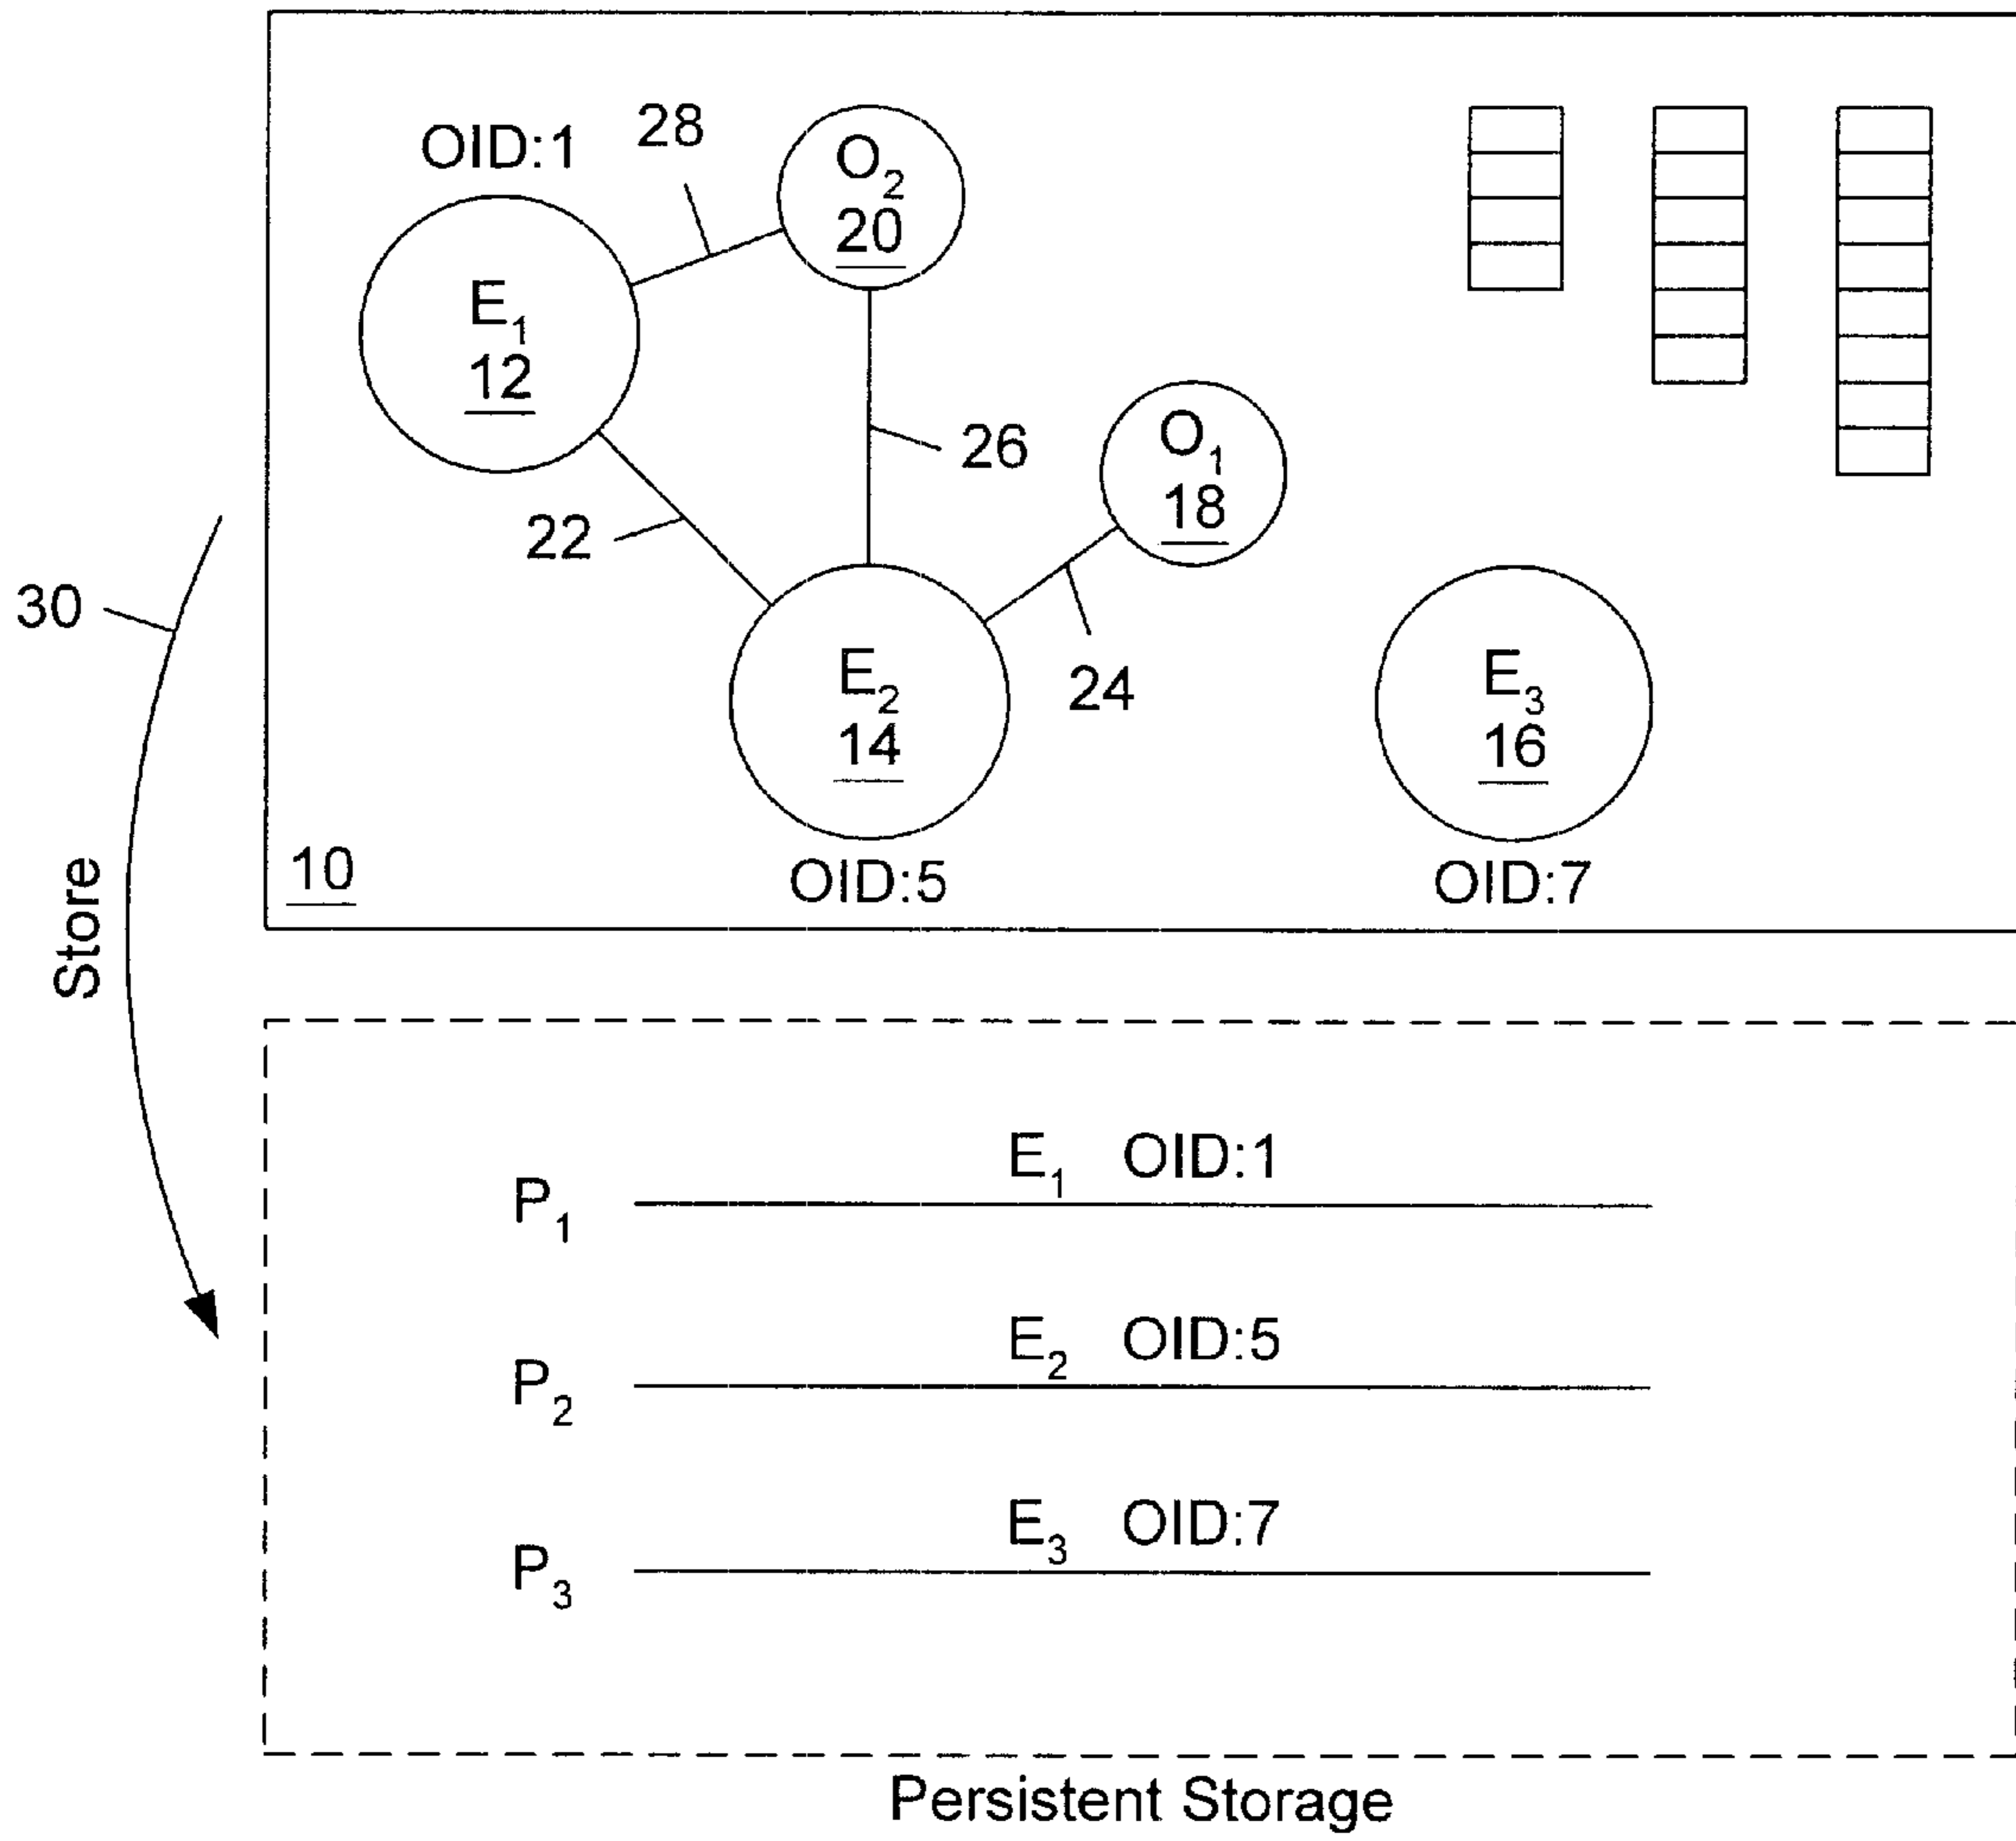 OID:1
28
O₂
20
E₁
12
26
O₁
18
22
30
24
E₂
14
E₃
16
10
OID:5
OID:7
Store
E₁ OID:1
P₁
E₂ OID:5
P₂
E₃ OID:7
P₃
Persistent Storage